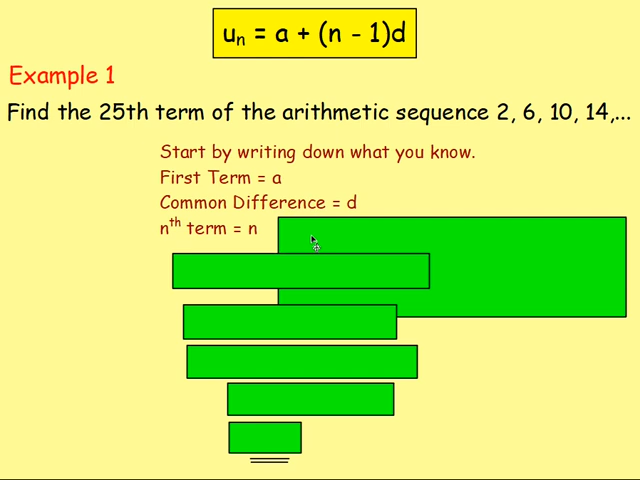 uₙ = a + (n - 1)d
Example 1
Find the 25th term of the arithmetic sequence 2, 6, 10, 14,...
Start by writing down what you know.
First Term = a
Common Difference = d
nᵗʰ term = n